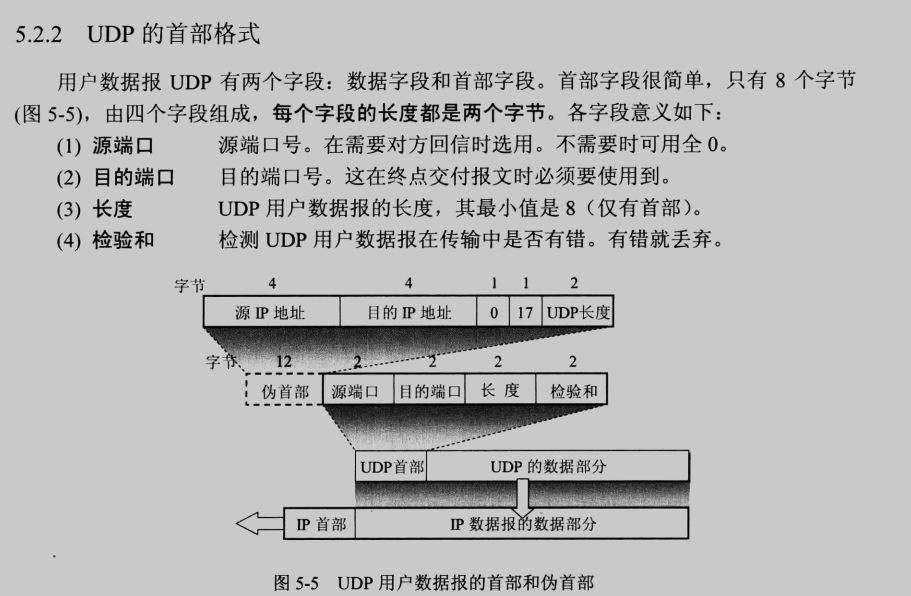 5.2.2 UDP 的首部格式
用户数据报 UDP 有两个字段：数据字段和首部字段。首部字段很简单，只有 8 个字节
(图 5-5)，由四个字段组成，每个字段的长度都是两个字节。各字段意义如下：
(1) 源端口 源端口号。在需要对方回信时选用。不需要时可用全 0。
(2) 目的端口 目的端口号。这在终点交付报文时必须要使用到。
(3) 长度 UDP 用户数据报的长度，其最小值是 8（仅有首部）。
(4) 检验和 检测 UDP 用户数据报在传输中是否有错。有错就丢弃。
字节 4 4 1 1 2
源 IP 地址 目的 IP 地址 0 17 UDP长度
字节 12 2 2 2 2
伪首部 源端口 目的端口 长 度 检验和
UDP首部 UDP 的数据部分
IP 首部 IP 数据报的数据部分
图 5-5 UDP 用户数据报的首部和伪首部